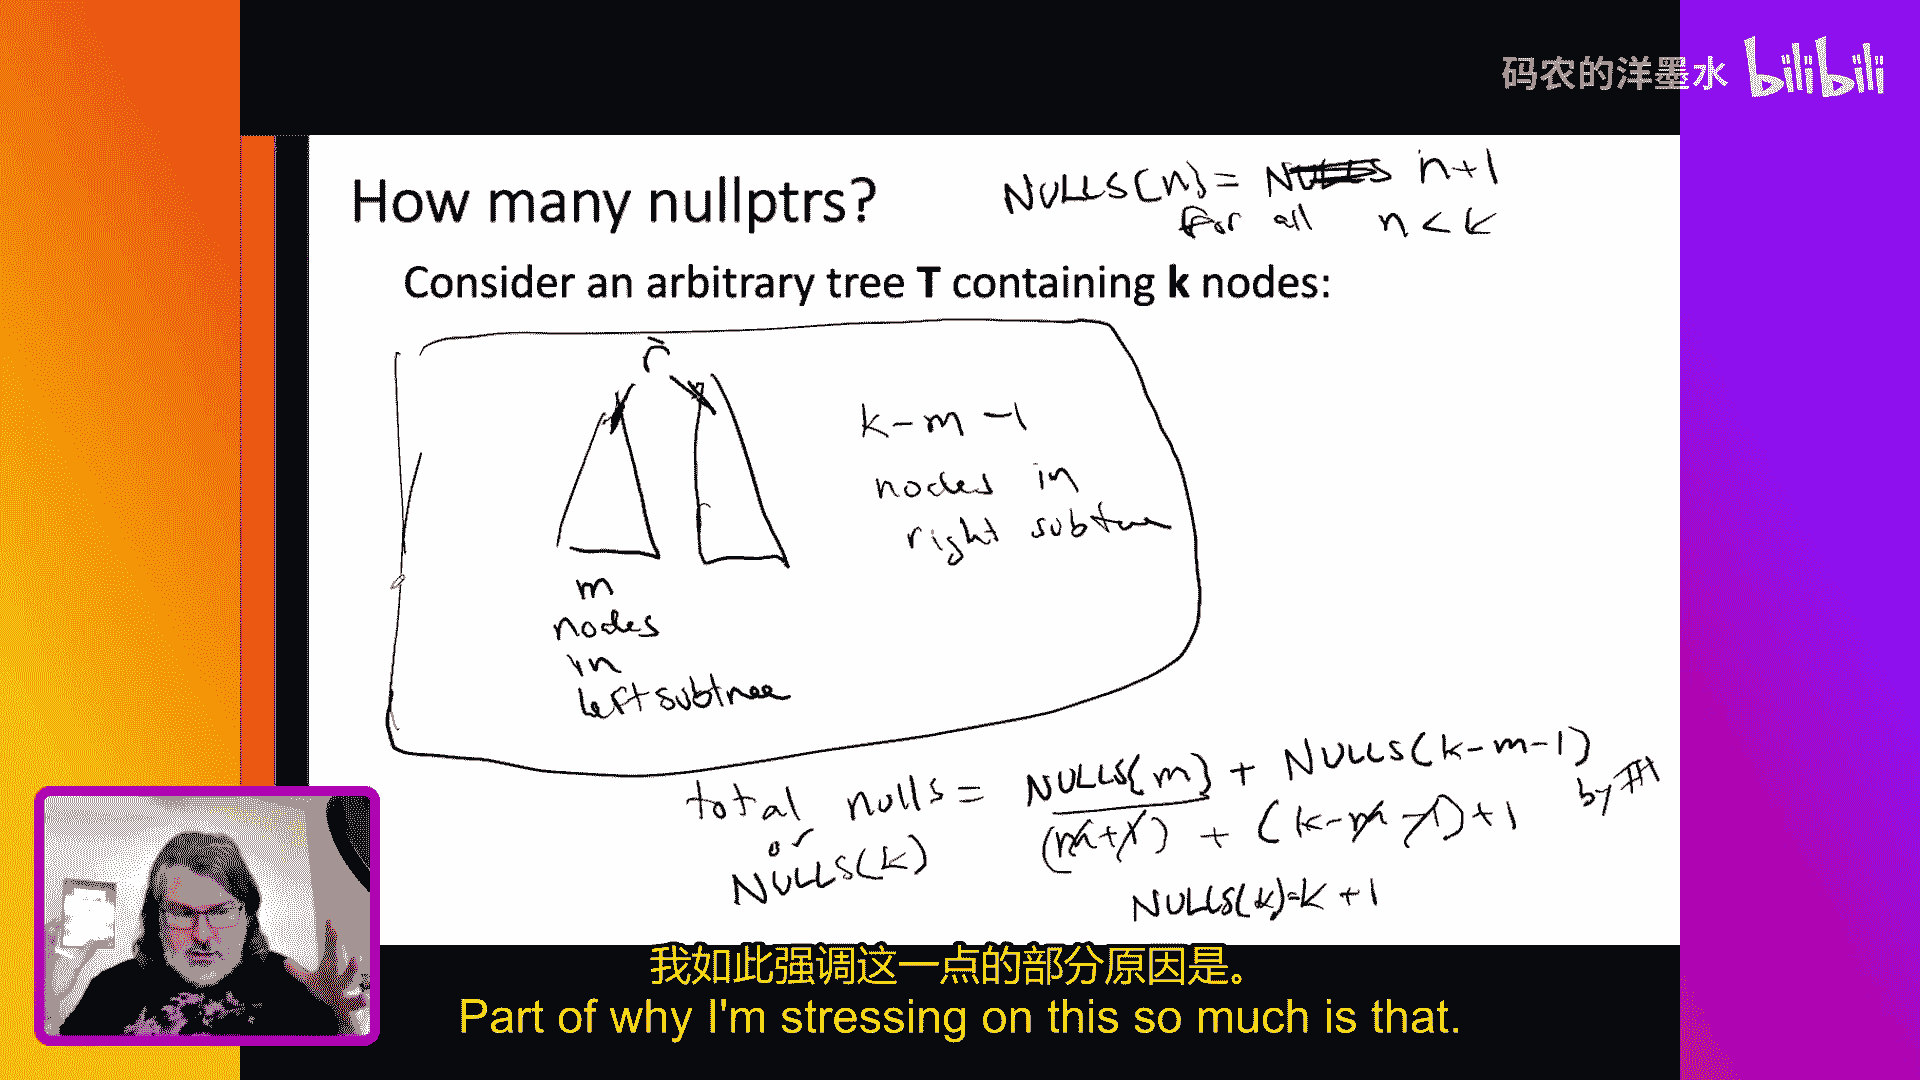 码农的洋墨水 bilibili
How many nullptrs?
NULLS(n) = n+1
for all n < k
Consider an arbitrary tree T containing k nodes:
r
k-m-1
nodes in
right subtree
m
nodes
in
left subtree
total nulls = NULLS(m) + NULLS(k-m-1)
by IH
or
(m+1) + (k-m-1)+1
NULLS(k)
NULLS(k)=k+1
我如此强调这一点的部分原因是。
Part of why I'm stressing on this so much is that.